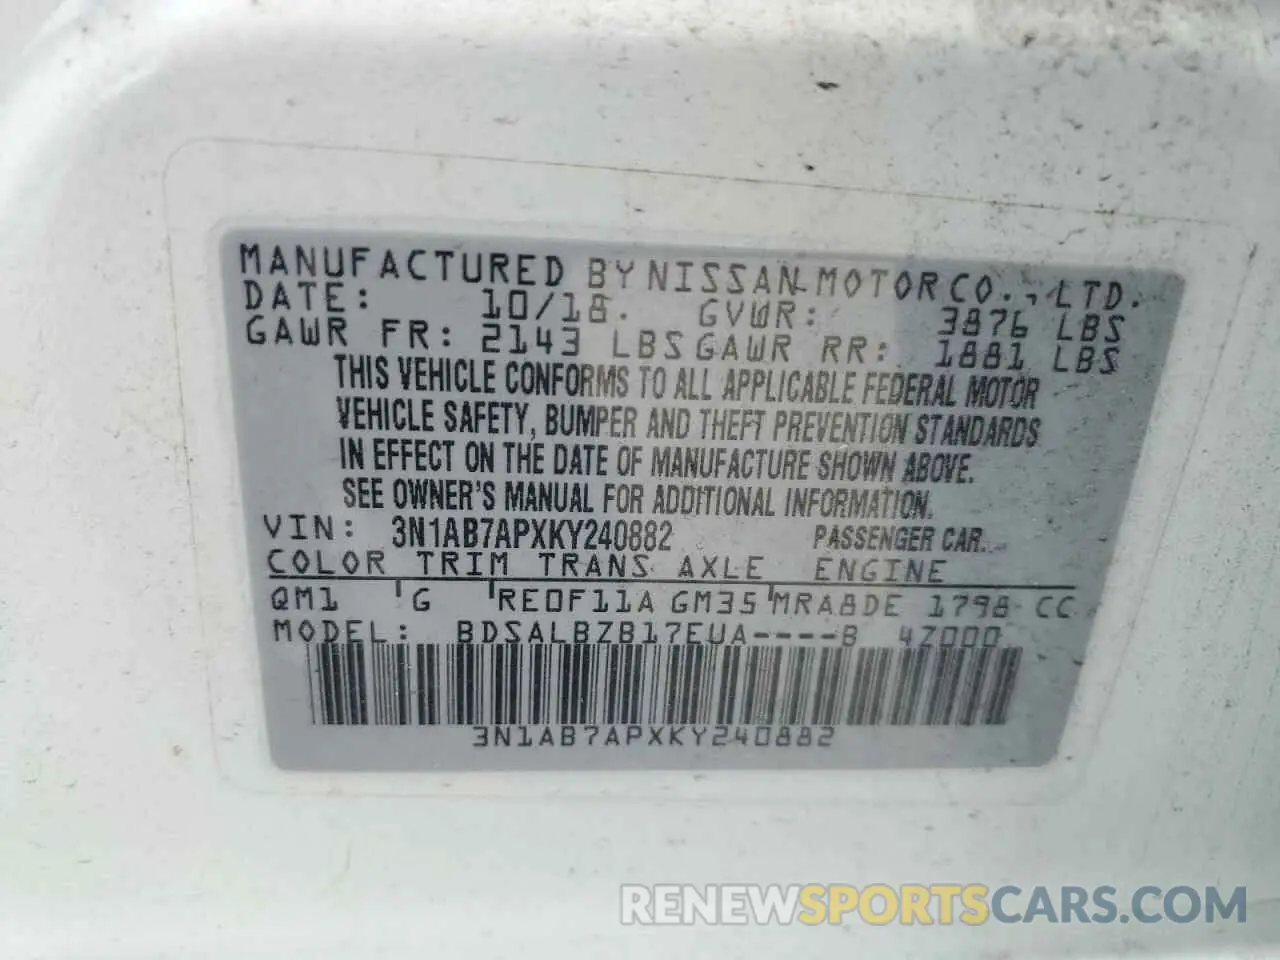 MANUFACTURED BY NISSAN MOTOR CO., LTD.
DATE: 10/18. GVWR: 3876 LBS
GAWR FR: 2143 LBS GAWR RR: 1881 LBS
THIS VEHICLE CONFORMS TO ALL APPLICABLE FEDERAL MOTOR
VEHICLE SAFETY, BUMPER AND THEFT PREVENTION STANDARDS
IN EFFECT ON THE DATE OF MANUFACTURE SHOWN ABOVE.
SEE OWNER'S MANUAL FOR ADDITIONAL INFORMATION.
VIN: 3N1AB7APXKY240882 PASSENGER CAR.
COLOR TRIM TRANS AXLE ENGINE
QM1 G RE0F11A GM35 MRA8DE 1798 CC
MODEL: BDSALBZB17EUA----B 4Z000
3N1AB7APXKY240882
RENEWSPORTSCARS.COM